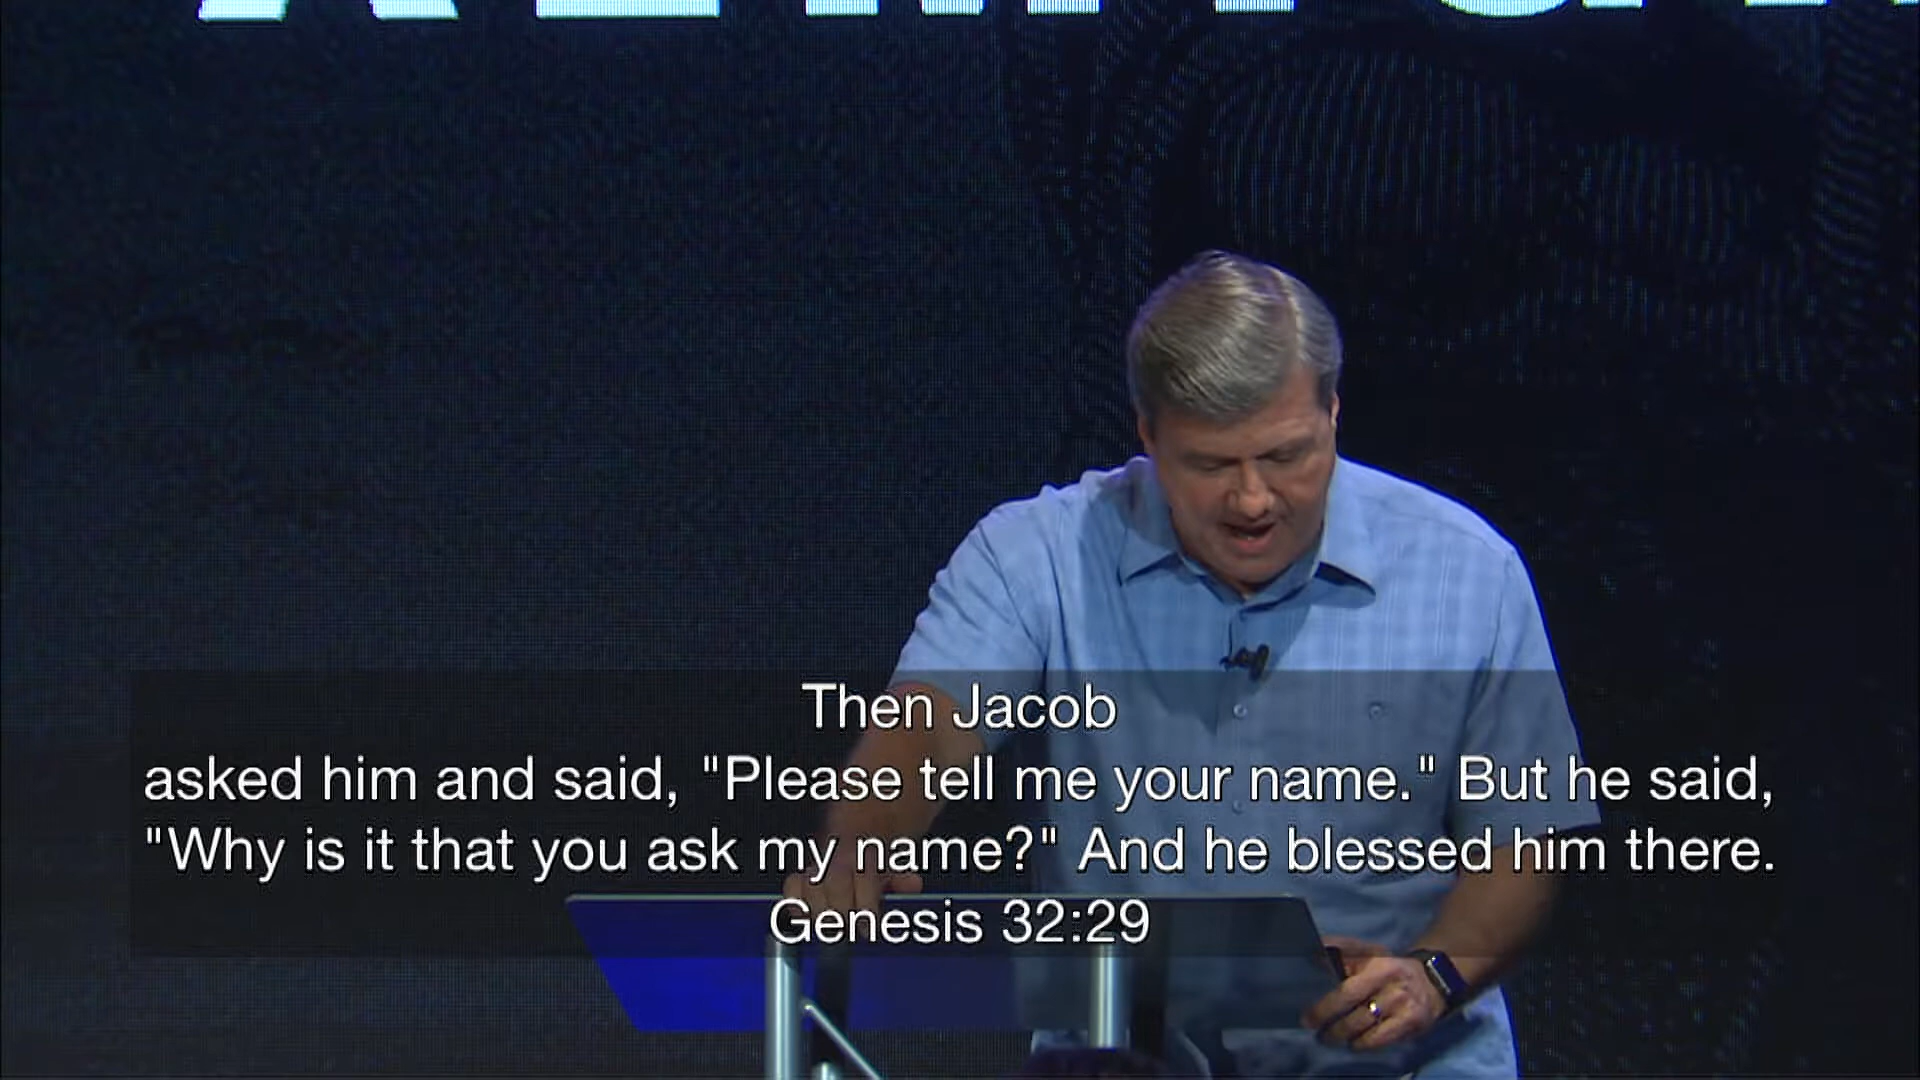 Then Jacob
asked him and said, "Please tell me your name." But he said,
"Why is it that you ask my name?" And he blessed him there.
Genesis 32:29